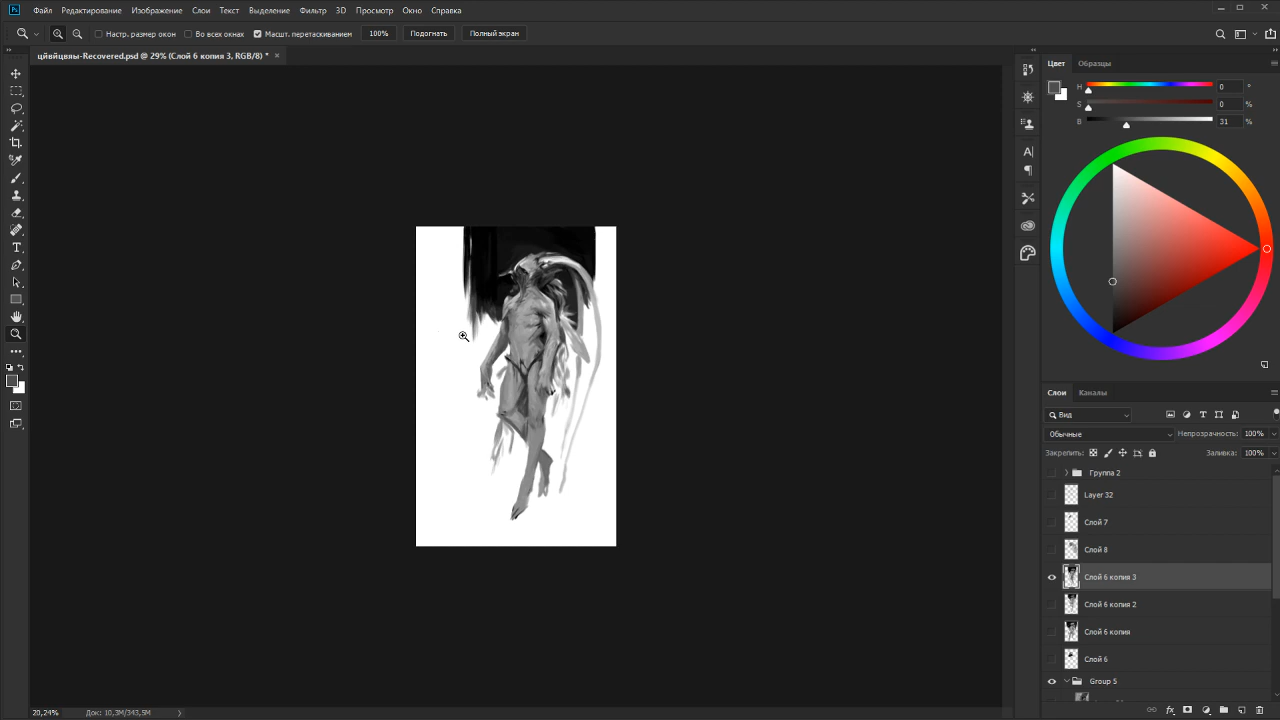 Ps Файл Редактирование Изображение Слои Текст Выделение Фильтр 3D Просмотр Окно Справка
Настр. размер окон Во всех окнах Масшт. перетаскиванием 100% Подогнать Полный экран
цйвйцвяы-Recovered.psd @ 29% (Слой 6 копия 3, RGB/8) * ×
Цвет Образцы
H 0 °
S 0 %
B 31 %
Слои Каналы
Вид
Обычные Непрозрачность: 100%
Закрепить: Заливка: 100%
Группа 2
Layer 32
Слой 7
Слой 8
Слой 6 копия 3
Слой 6 копия 2
Слой 6 копия
Слой 6
Group 5
20,24% Док: 10,3M/343,5M